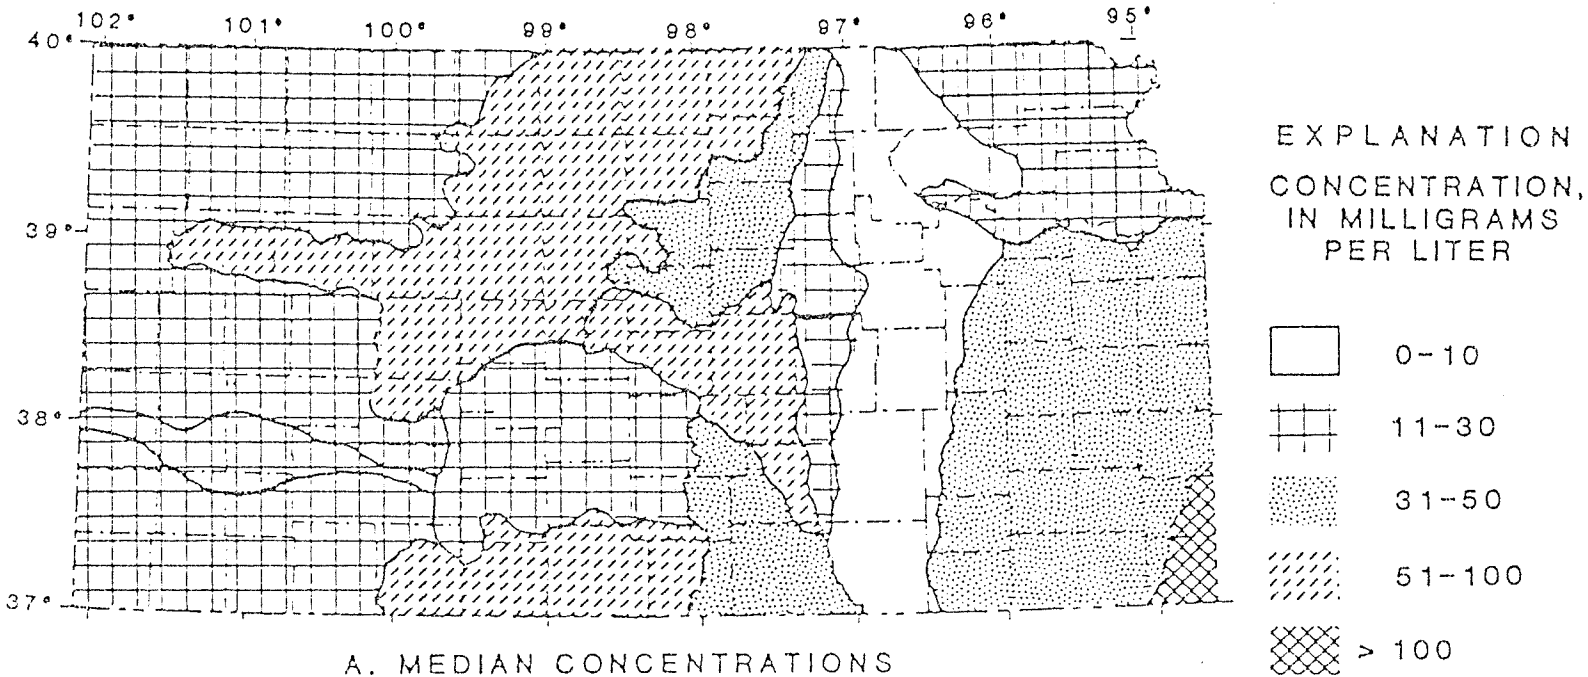 102° 101° 100° 99° 98° 97° 96° 95°
40°
39°
38°
37°
A. MEDIAN CONCENTRATIONS
EXPLANATION
CONCENTRATION,
IN MILLIGRAMS
PER LITER
0-10
11-30
31-50
51-100
> 100